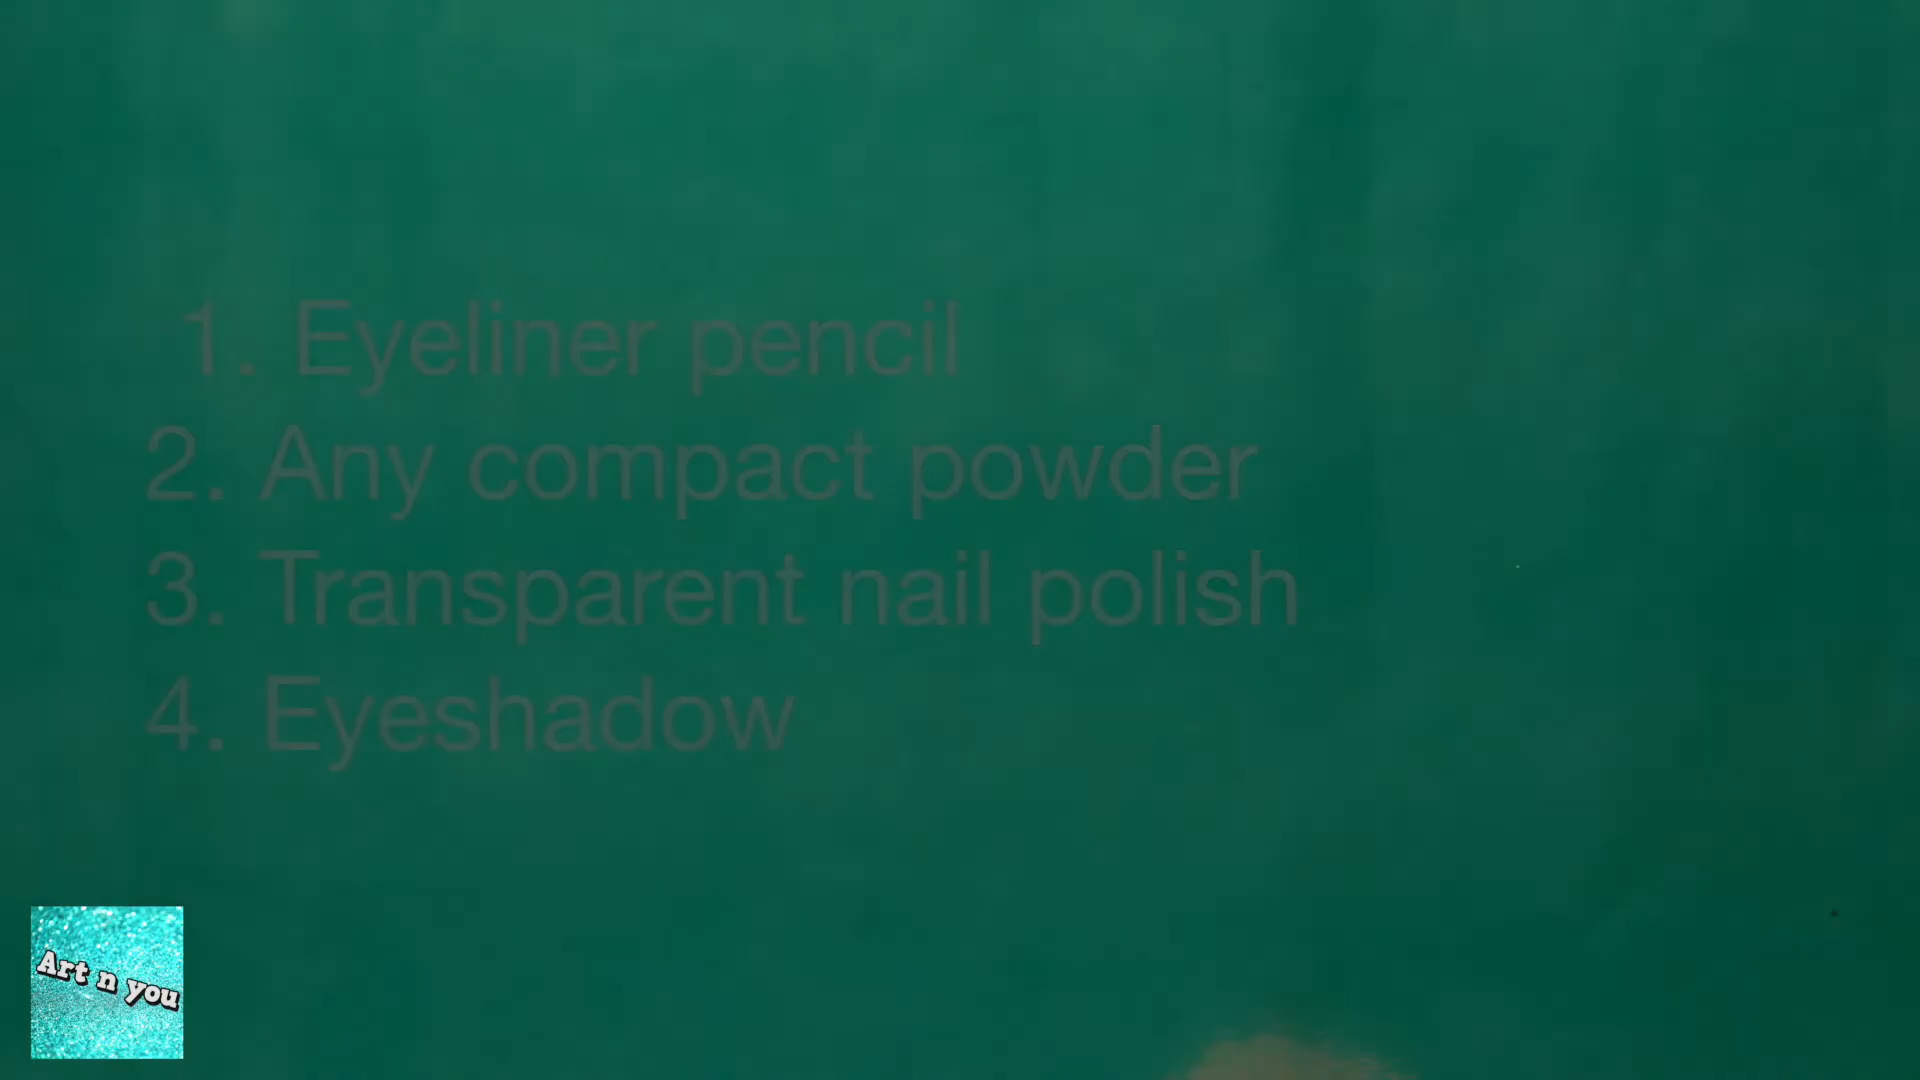 1. Eyeliner pencil
2. Any compact powder
3. Transparent nail polish
4. Eyeshadow
Art n you